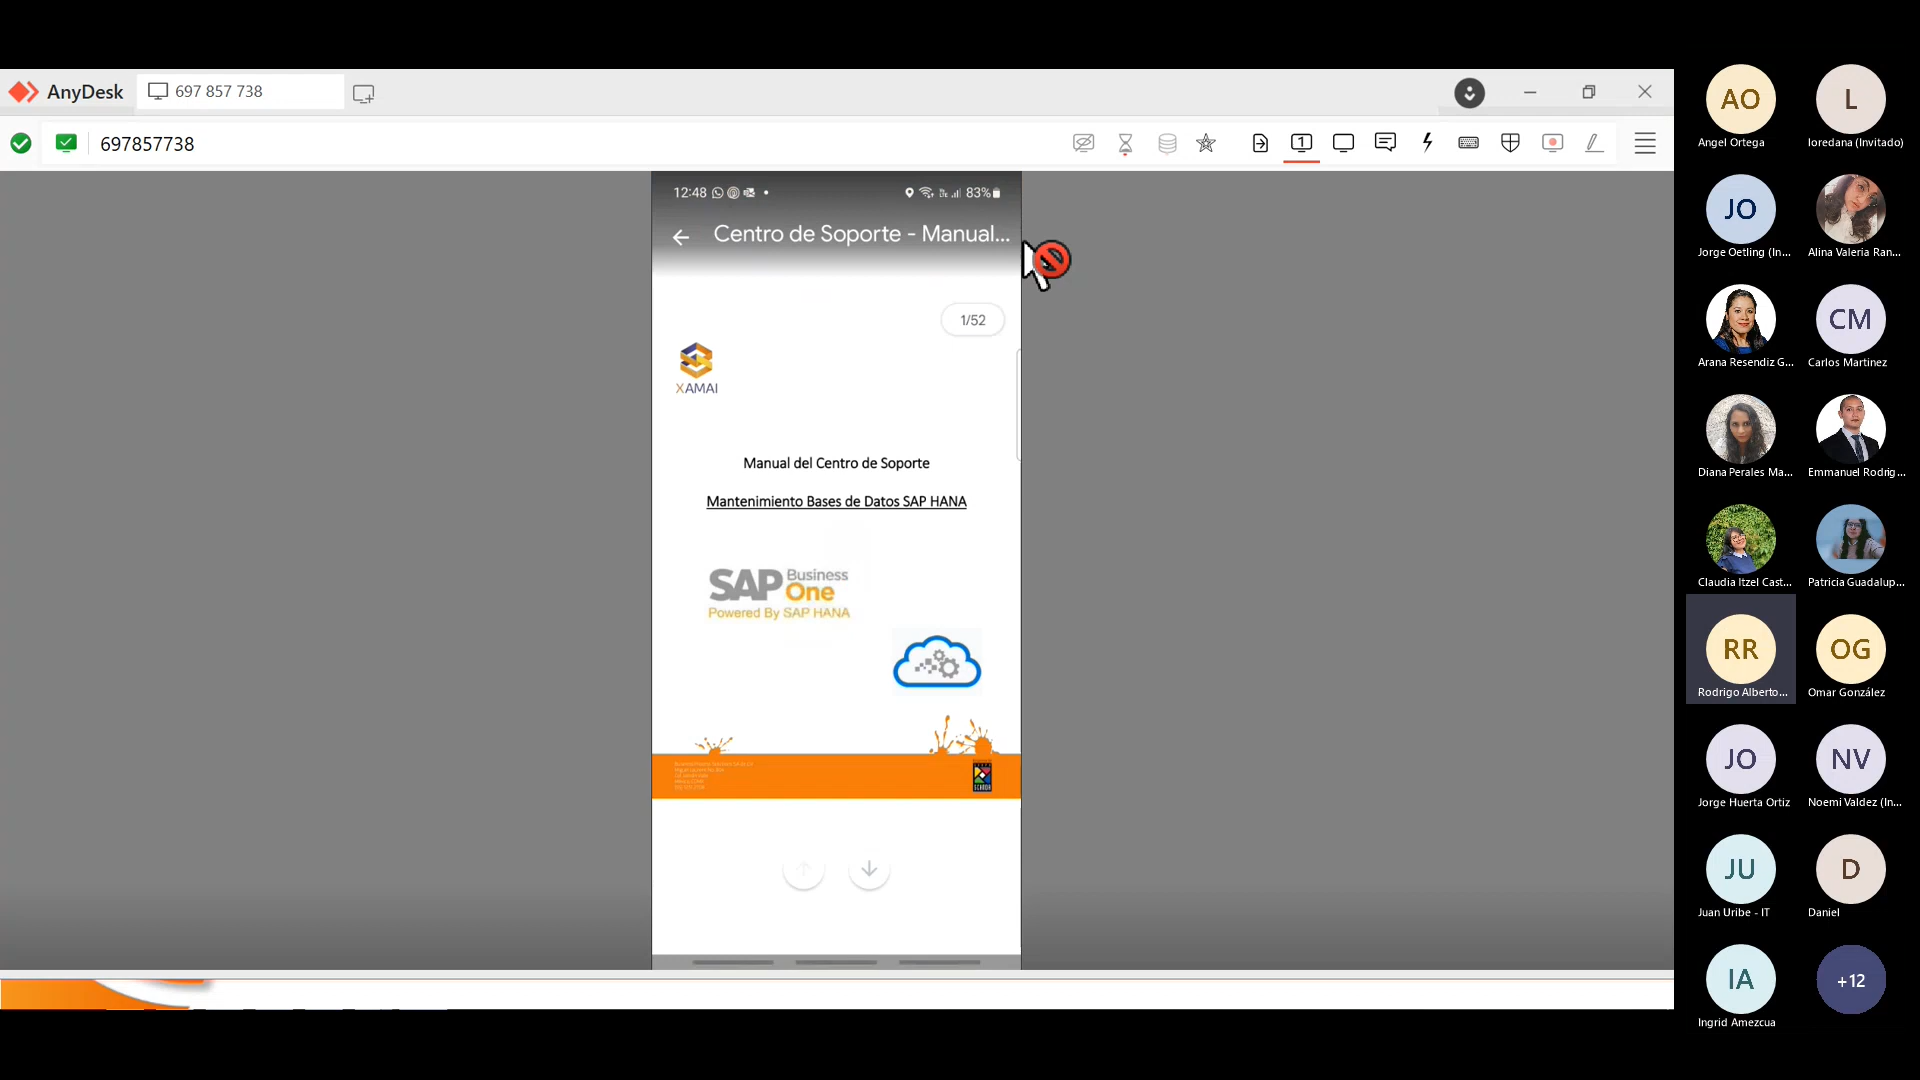 AnyDesk
697 857 738
697857738
1
12:48
83%
Centro de Soporte - Manual...
1/52
XAMAI
Manual del Centro de Soporte
Mantenimiento Bases de Datos SAP HANA
SAP Business One
Powered By SAP HANA
AO
Angel Ortega
L
loredana (Invitado)
JO
Jorge Oetling (In...
Alina Valeria Ran...
Arana Resendiz G...
CM
Carlos Martinez
Diana Perales Ma...
Emmanuel Rodrig...
Claudia Itzel Cast...
Patricia Guadalup...
RR
Rodrigo Alberto...
OG
Omar González
JO
Jorge Huerta Ortiz
NV
Noemi Valdez (In...
JU
Juan Uribe - IT
D
Daniel
IA
Ingrid Amezcua
+12